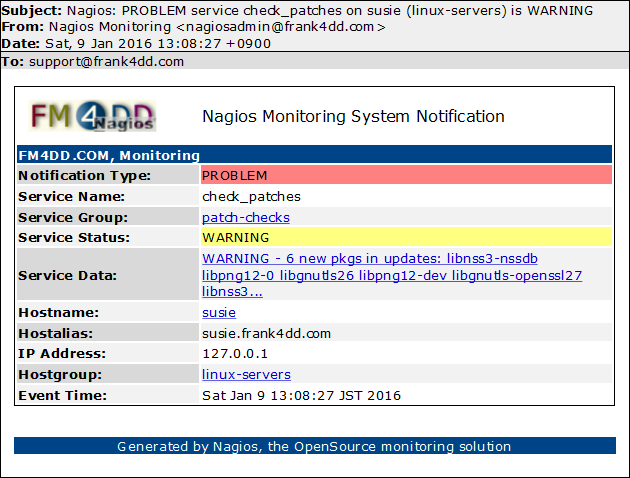 Subject: Nagios: PROBLEM service check_patches on susie (linux-servers) is WARNING
From: Nagios Monitoring <nagiosadmin@frank4dd.com>
Date: Sat, 9 Jan 2016 13:08:27 +0900
To: support@frank4dd.com
FM4DD Nagios
Nagios Monitoring System Notification
FM4DD.COM, Monitoring
Notification Type: PROBLEM
Service Name: check_patches
Service Group: patch-checks
Service Status: WARNING
Service Data: WARNING - 6 new pkgs in updates: libnss3-nssdb
libpng12-0 libgnutls26 libpng12-dev libgnutls-openssl27
libnss3...
Hostname: susie
Hostalias: susie.frank4dd.com
IP Address: 127.0.0.1
Hostgroup: linux-servers
Event Time: Sat Jan 9 13:08:27 JST 2016
Generated by Nagios, the OpenSource monitoring solution